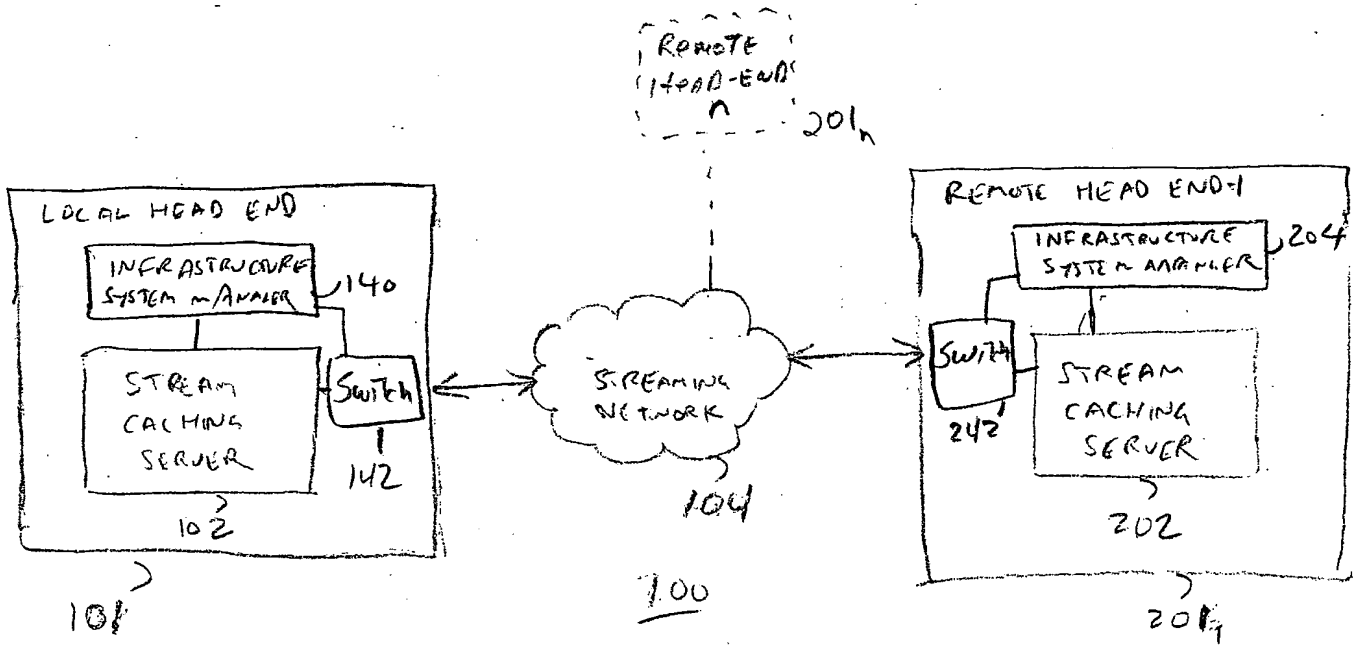 REMOTE
HEAD-END
n
201n
LOCAL HEAD END
INFRASTRUCTURE
SYSTEM MANAGER
140
STREAM
CACHING
SERVER
Switch
142
102
101
STREAMING
NETWORK
104
100
REMOTE HEAD END-1
INFRASTRUCTURE
SYSTEM MANAGER
204
Switch
242
STREAM
CACHING
SERVER
202
201₁